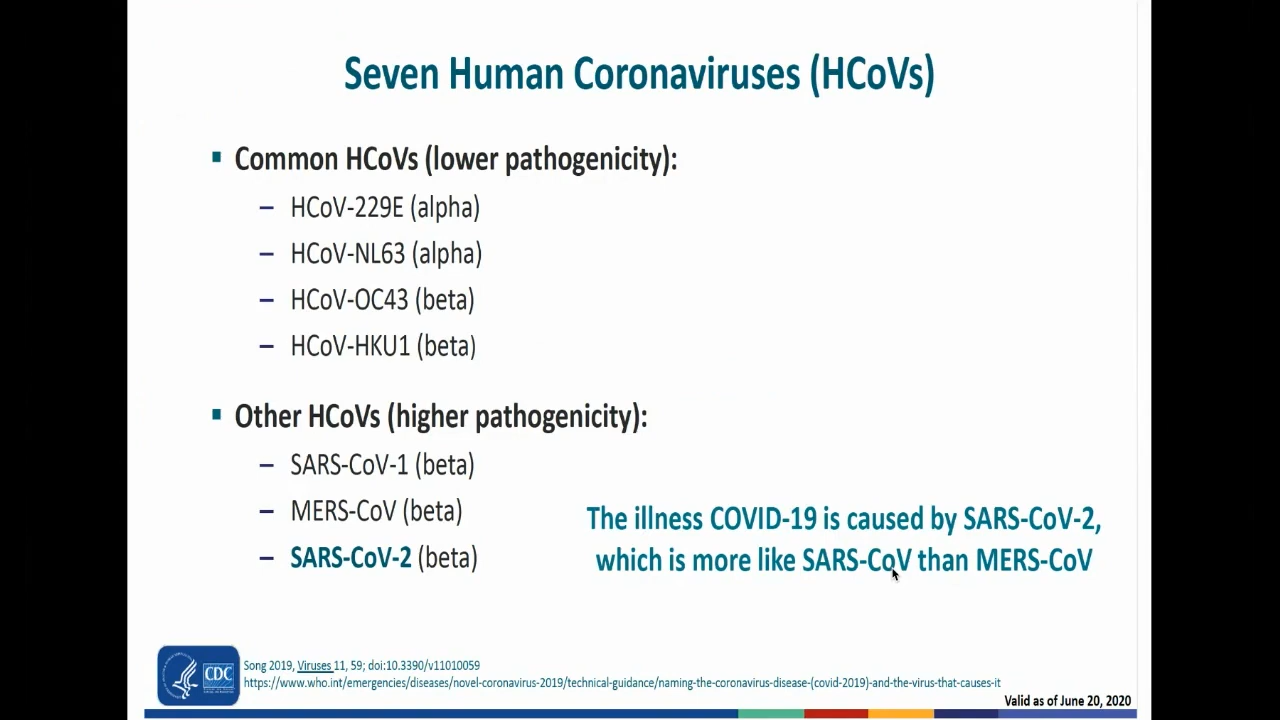 Seven Human Coronaviruses (HCoVs)
▪ Common HCoVs (lower pathogenicity):
– HCoV-229E (alpha)
– HCoV-NL63 (alpha)
– HCoV-OC43 (beta)
– HCoV-HKU1 (beta)
▪ Other HCoVs (higher pathogenicity):
– SARS-CoV-1 (beta)
– MERS-CoV (beta)
– SARS-CoV-2 (beta)
The illness COVID-19 is caused by SARS-CoV-2,
which is more like SARS-CoV than MERS-CoV
CDC
Song 2019, Viruses 11, 59; doi:10.3390/v11010059
https://www.who.int/emergencies/diseases/novel-coronavirus-2019/technical-guidance/naming-the-coronavirus-disease-(covid-2019)-and-the-virus-that-causes-it
Valid as of June 20, 2020